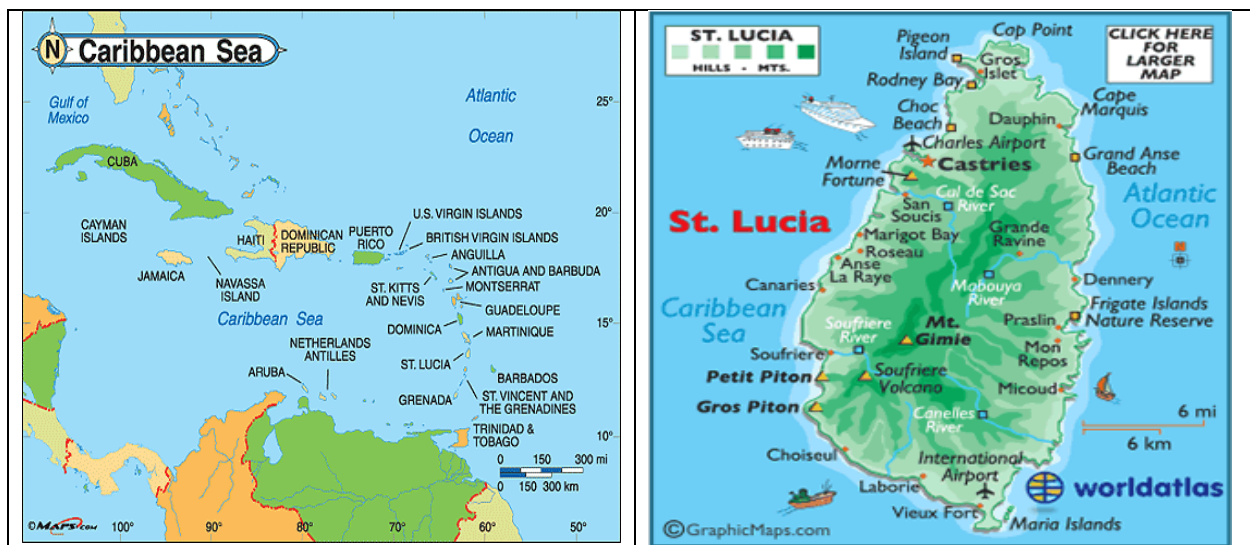 N Caribbean Sea
Gulf of
Mexico
Atlantic
Ocean
25°
CUBA
20°
CAYMAN
ISLANDS
HAITI
DOMINICAN
REPUBLIC
PUERTO
RICO
U.S. VIRGIN ISLANDS
BRITISH VIRGIN ISLANDS
ANGUILLA
JAMAICA
NAVASSA
ISLAND
ST. KITTS
AND NEVIS
ANTIGUA AND BARBUDA
MONTSERRAT
GUADELOUPE
Caribbean Sea
15°
DOMINICA
MARTINIQUE
NETHERLANDS
ANTILLES
ST. LUCIA
ARUBA
BARBADOS
GRENADA
ST. VINCENT AND
THE GRENADINES
TRINIDAD &
TOBAGO
10°
0 150 300 mi
0 150 300 km
©MAPS.COM
100°
90°
80°
70°
60°
50°
ST. LUCIA
HILLS - MTS.
CLICK HERE
FOR
LARGER
MAP
Cap Point
Pigeon
Island
Gros
Islet
Rodney Bay
Cape
Marquis
Choc
Beach
Dauphin
Charles Airport
Castries
Grand Anse
Beach
Morne
Fortune
Cul de Sac
River
Atlantic
Ocean
San
Soucis
St. Lucia
Marigot Bay
Grande
Ravine
Roseau
Anse
La Raye
N
Canaries
Mabouya
River
Dennery
Caribbean
Sea
Frigate Islands
Nature Reserve
Praslin
Soufriere
River
Mt.
Gimie
Mon
Repos
Soufriere
Petit Piton
Soufriere
Volcano
Micoud
Gros Piton
Canelles
River
6 mi
6 km
Choiseul
International
Airport
Laborie
worldatlas
Vieux Fort
Maria Islands
©GraphicMaps.com